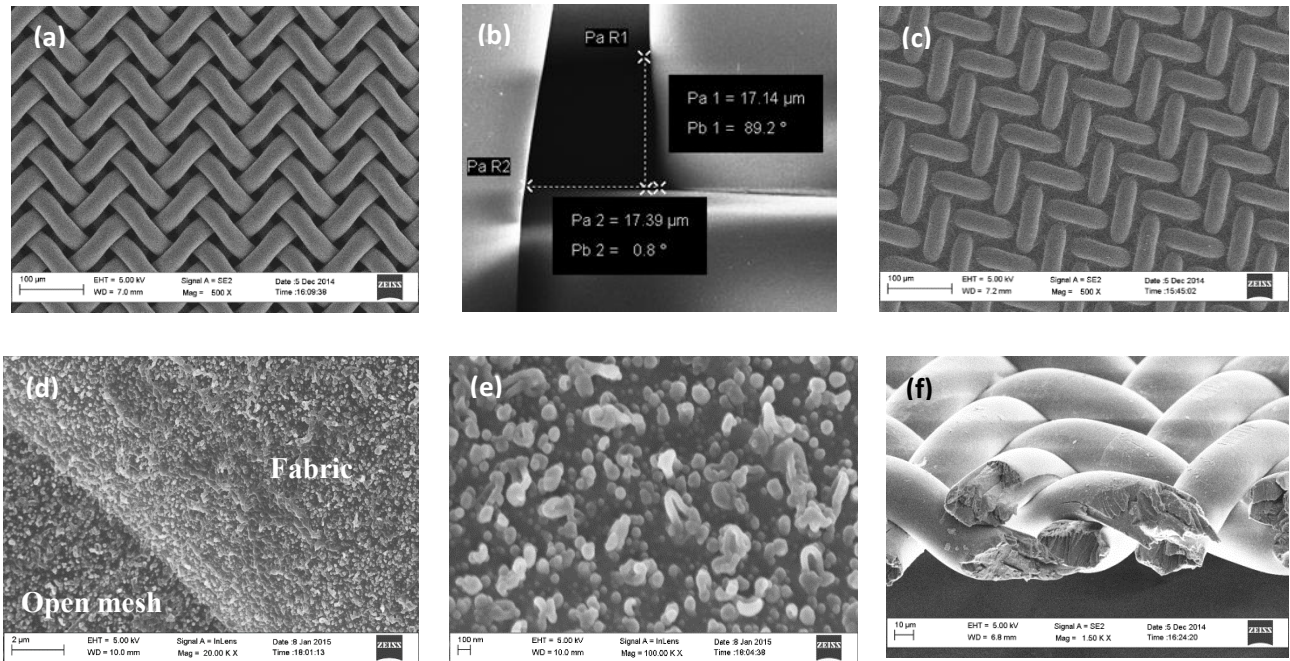 (a)
100 µm
EHT = 5.00 kV
WD = 7.0 mm
Signal A = SE2
Mag = 500 X
Date :5 Dec 2014
Time :16:09:38
ZEISS
(b)
Pa R1
Pa 1 = 17.14 µm
Pb 1 = 89.2 °
Pa R2
Pa 2 = 17.39 µm
Pb 2 = 0.8 °
(c)
100 µm
EHT = 5.00 kV
WD = 7.2 mm
Signal A = SE2
Mag = 500 X
Date :5 Dec 2014
Time :15:45:02
ZEISS
(d)
Fabric
Open mesh
2 µm
EHT = 5.00 kV
WD = 10.0 mm
Signal A = InLens
Mag = 20.00 K X
Date :8 Jan 2015
Time :18:01:13
ZEISS
(e)
100 nm
EHT = 5.00 kV
WD = 10.0 mm
Signal A = InLens
Mag = 100.00 K X
Date :8 Jan 2015
Time :18:04:38
ZEISS
(f)
10 µm
EHT = 5.00 kV
WD = 6.8 mm
Signal A = SE2
Mag = 1.50 K X
Date :5 Dec 2014
Time :16:24:20
ZEISS